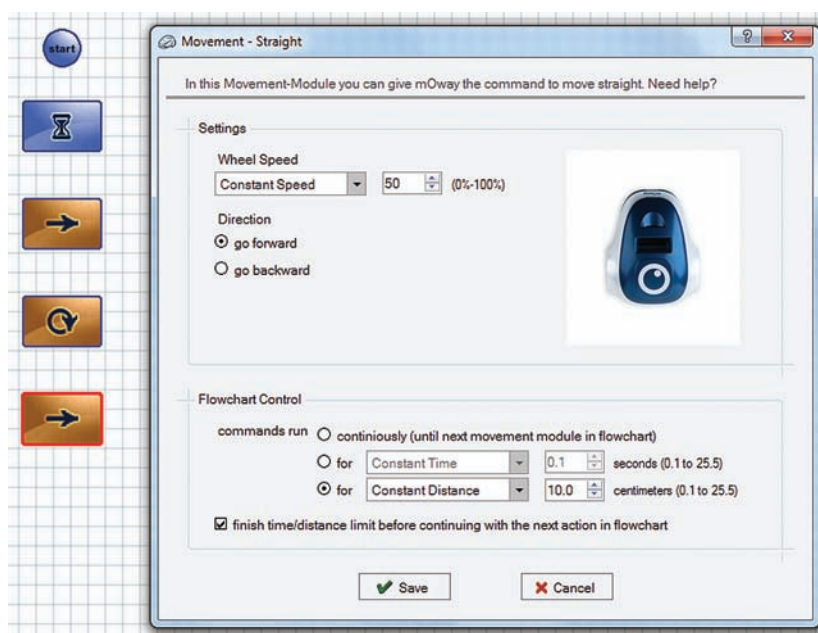 start
Movement - Straight
In this Movement-Module you can give mOway the command to move straight. Need help?
Settings
Wheel Speed
Constant Speed 50 (0%-100%)
Direction
go forward
go backward
Flowchart Control
commands run continiously (until next movement module in flowchart)
for Constant Time 0.1 seconds (0.1 to 25.5)
for Constant Distance 10.0 centimeters (0.1 to 25.5)
finish time/distance limit before continuing with the next action in flowchart
Save Cancel